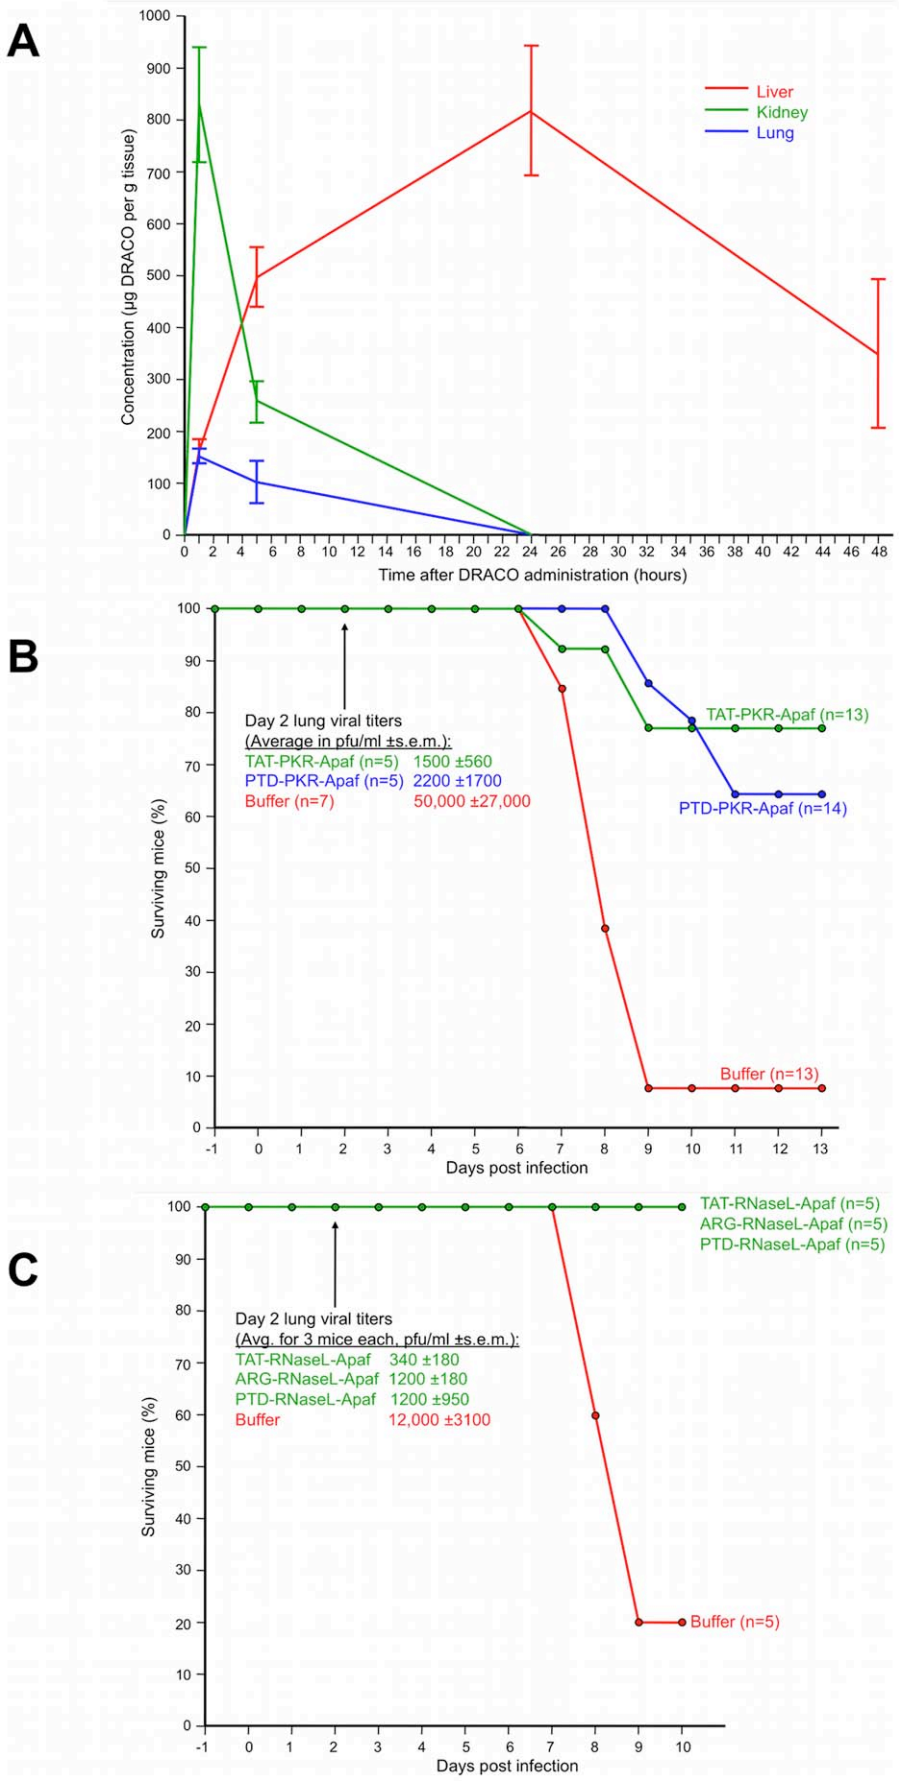 A
1000
900
800
700
600
500
400
300
200
100
0
Concentration (µg DRACO per g tissue)
Liver
Kidney
Lung
0 2 4 6 8 10 12 14 16 18 20 22 24 26 28 30 32 34 36 38 40 42 44 46 48
Time after DRACO administration (hours)
B
100
90
80
70
60
50
40
30
20
10
0
Surviving mice (%)
Day 2 lung viral titers
(Average in pfu/ml ±s.e.m.):
TAT-PKR-Apaf (n=5) 1500 ±560
PTD-PKR-Apaf (n=5) 2200 ±1700
Buffer (n=7) 50,000 ±27,000
TAT-PKR-Apaf (n=13)
PTD-PKR-Apaf (n=14)
Buffer (n=13)
-1 0 1 2 3 4 5 6 7 8 9 10 11 12 13
Days post infection
C
100
90
80
70
60
50
40
30
20
10
0
Surviving mice (%)
TAT-RNaseL-Apaf (n=5)
ARG-RNaseL-Apaf (n=5)
PTD-RNaseL-Apaf (n=5)
Day 2 lung viral titers
(Avg. for 3 mice each, pfu/ml ±s.e.m.):
TAT-RNaseL-Apaf 340 ±180
ARG-RNaseL-Apaf 1200 ±180
PTD-RNaseL-Apaf 1200 ±950
Buffer 12,000 ±3100
Buffer (n=5)
-1 0 1 2 3 4 5 6 7 8 9 10
Days post infection